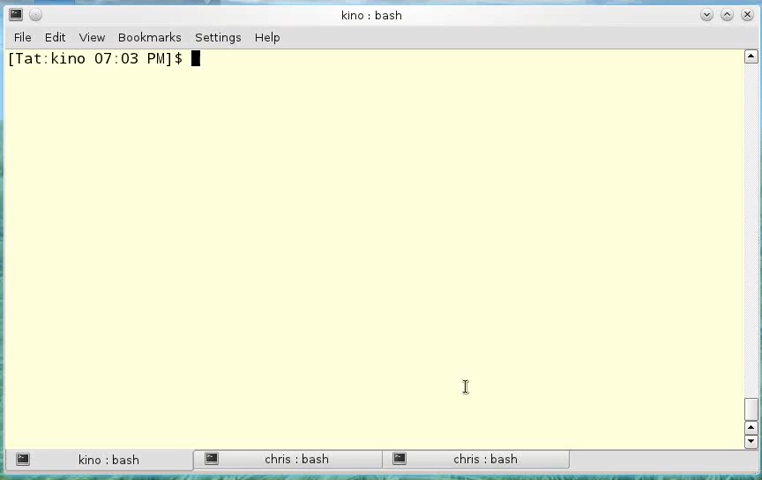 kino : bash
File Edit View Bookmarks Settings Help
[Tat:kino 07:03 PM]$
kino : bash chris : bash chris : bash